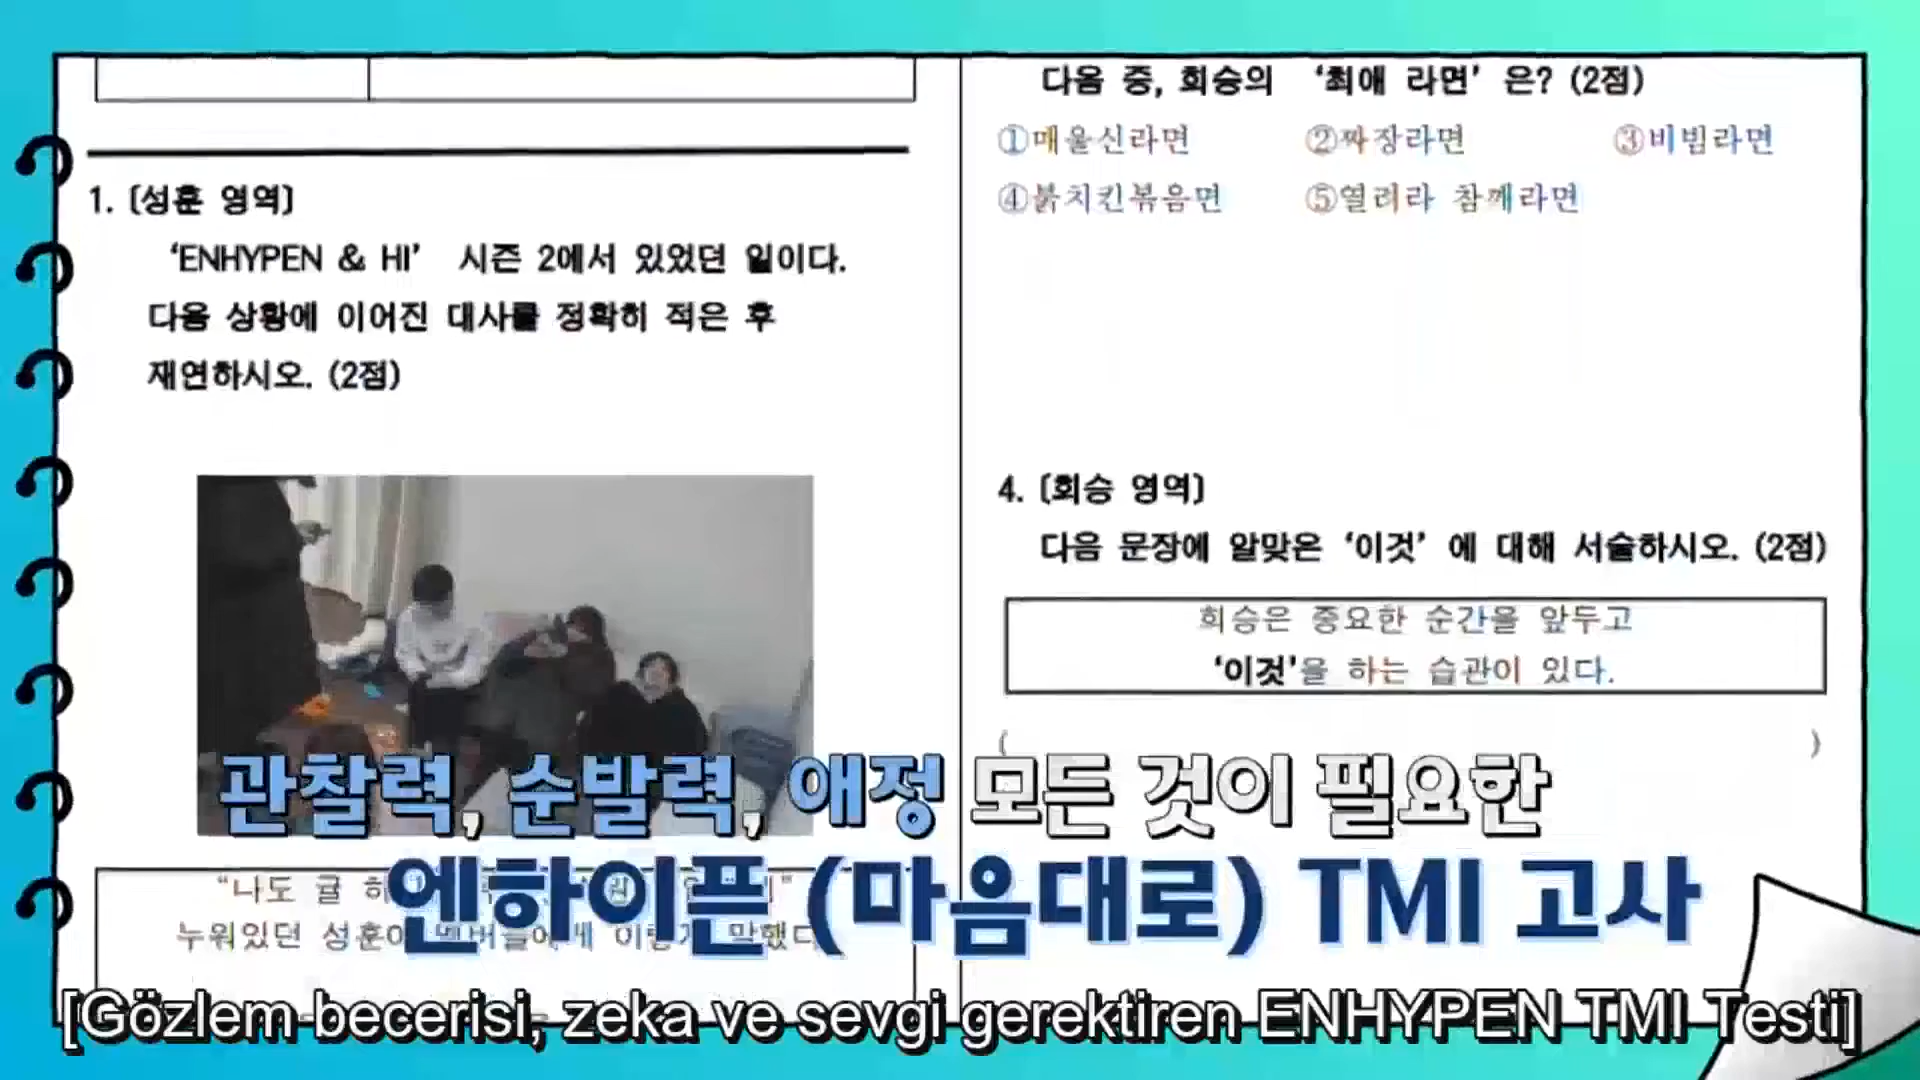 1. [성훈 영역]
‘ENHYPEN & HI’ 시즌 2에서 있었던 일이다.
다음 상황에 이어진 대사를 정확히 적은 후
재연하시오. (2점)
“나도 귤 하
누워있던 성훈이
다음 중, 희승의 ‘최애 라면’ 은? (2점)
①매울신라면 ②짜장라면 ③비빔라면
④붉치킨볶음면 ⑤열려라 참깨라면
4. [희승 영역]
다음 문장에 알맞은 ‘이것’ 에 대해 서술하시오. (2점)
희승은 중요한 순간을 앞두고
‘이것’을 하는 습관이 있다.
( )
관찰력, 순발력, 애정 모든 것이 필요한
엔하이픈 (마음대로) TMI 고사
[Gözlem becerisi, zeka ve sevgi gerektiren ENHYPEN TMI Testi]